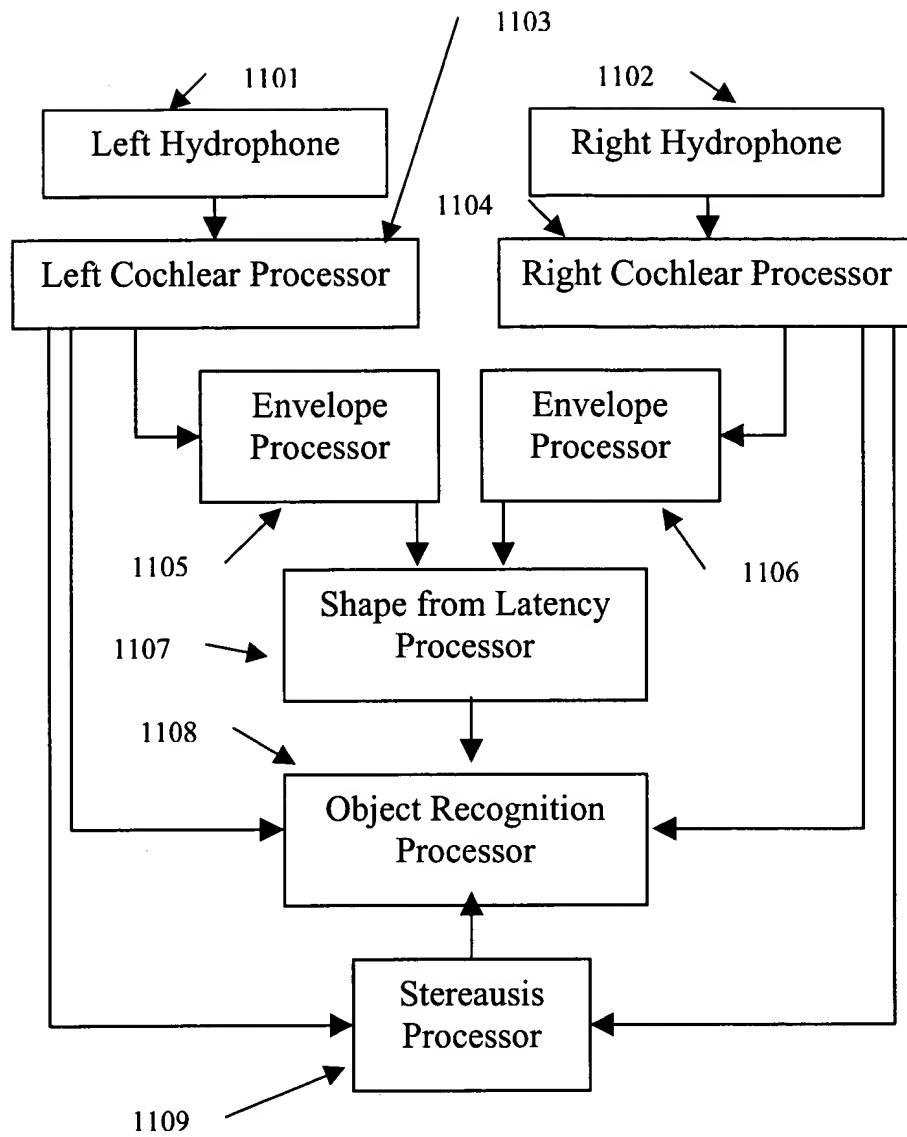 1103
1101
1102
Left Hydrophone
Right Hydrophone
1104
Left Cochlear Processor
Right Cochlear Processor
Envelope
Processor
Envelope
Processor
1105
1106
Shape from Latency
Processor
1107
1108
Object Recognition
Processor
Stereausis
Processor
1109